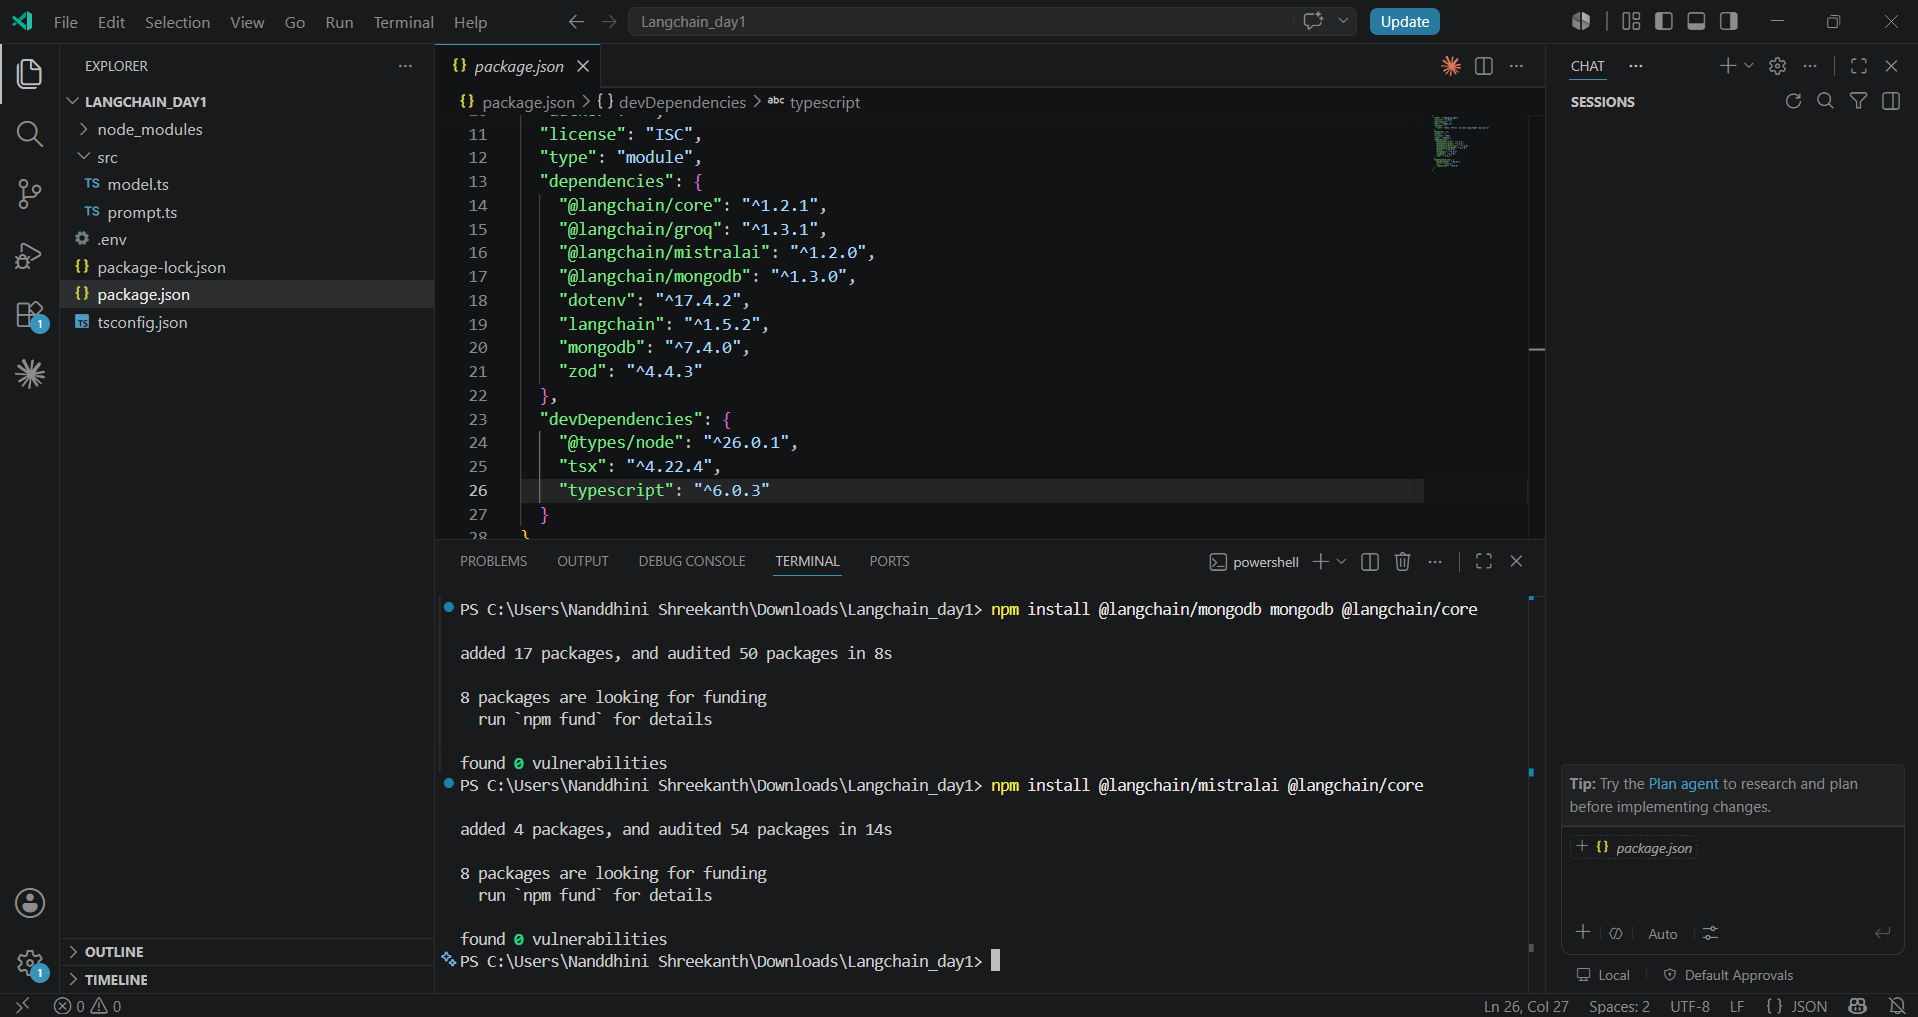 File Edit Selection View Go Run Terminal Help
Langchain_day1
Update
EXPLORER
LANGCHAIN_DAY1
node_modules
src
TS model.ts
TS prompt.ts
.env
{} package-lock.json
{} package.json
TS tsconfig.json
1
1
OUTLINE
TIMELINE
{} package.json
{} package.json > {} devDependencies > abc typescript
11 "license": "ISC",
12 "type": "module",
13 "dependencies": {
14 "@langchain/core": "^1.2.1",
15 "@langchain/groq": "^1.3.1",
16 "@langchain/mistralai": "^1.2.0",
17 "@langchain/mongodb": "^1.3.0",
18 "dotenv": "^17.4.2",
19 "langchain": "^1.5.2",
20 "mongodb": "^7.4.0",
21 "zod": "^4.4.3"
22 },
23 "devDependencies": {
24 "@types/node": "^26.0.1",
25 "tsx": "^4.22.4",
26 "typescript": "^6.0.3"
27 }
28 }
PROBLEMS OUTPUT DEBUG CONSOLE TERMINAL PORTS
powershell
PS C:\Users\Nanddhini Shreekanth\Downloads\Langchain_day1> npm install @langchain/mongodb mongodb @langchain/core
added 17 packages, and audited 50 packages in 8s
8 packages are looking for funding
run `npm fund` for details
found 0 vulnerabilities
PS C:\Users\Nanddhini Shreekanth\Downloads\Langchain_day1> npm install @langchain/mistralai @langchain/core
added 4 packages, and audited 54 packages in 14s
8 packages are looking for funding
run `npm fund` for details
found 0 vulnerabilities
PS C:\Users\Nanddhini Shreekanth\Downloads\Langchain_day1>
CHAT
SESSIONS
Tip: Try the Plan agent to research and plan
before implementing changes.
{} package.json
Auto
Local Default Approvals
0 0
Ln 26, Col 27 Spaces: 2 UTF-8 LF {} JSON